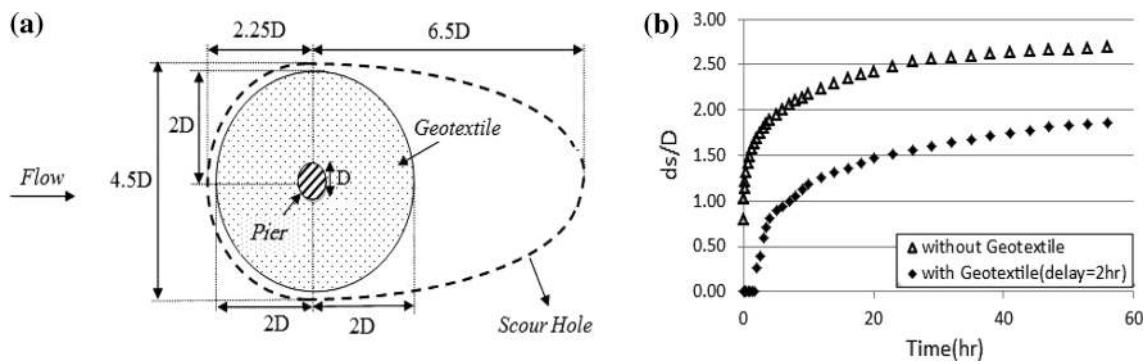 (a)
2.25D
6.5D
2D
4.5D
Flow
Geotextile
D
Pier
2D
2D
Scour Hole
(b)
ds/D
3.00
2.50
2.00
1.50
1.00
0.50
0.00
without Geotextile
with Geotextile(delay=2hr)
0
20
40
60
Time(hr)